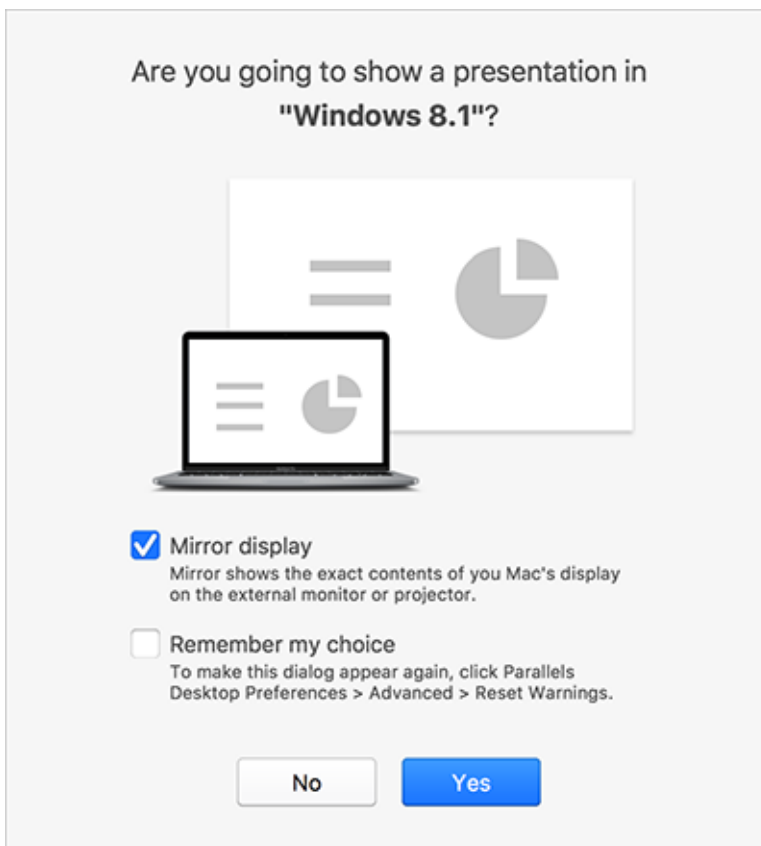 Are you going to show a presentation in
"Windows 8.1"?
Mirror display
Mirror shows the exact contents of you Mac's display
on the external monitor or projector.
Remember my choice
To make this dialog appear again, click Parallels
Desktop Preferences > Advanced > Reset Warnings.
No
Yes